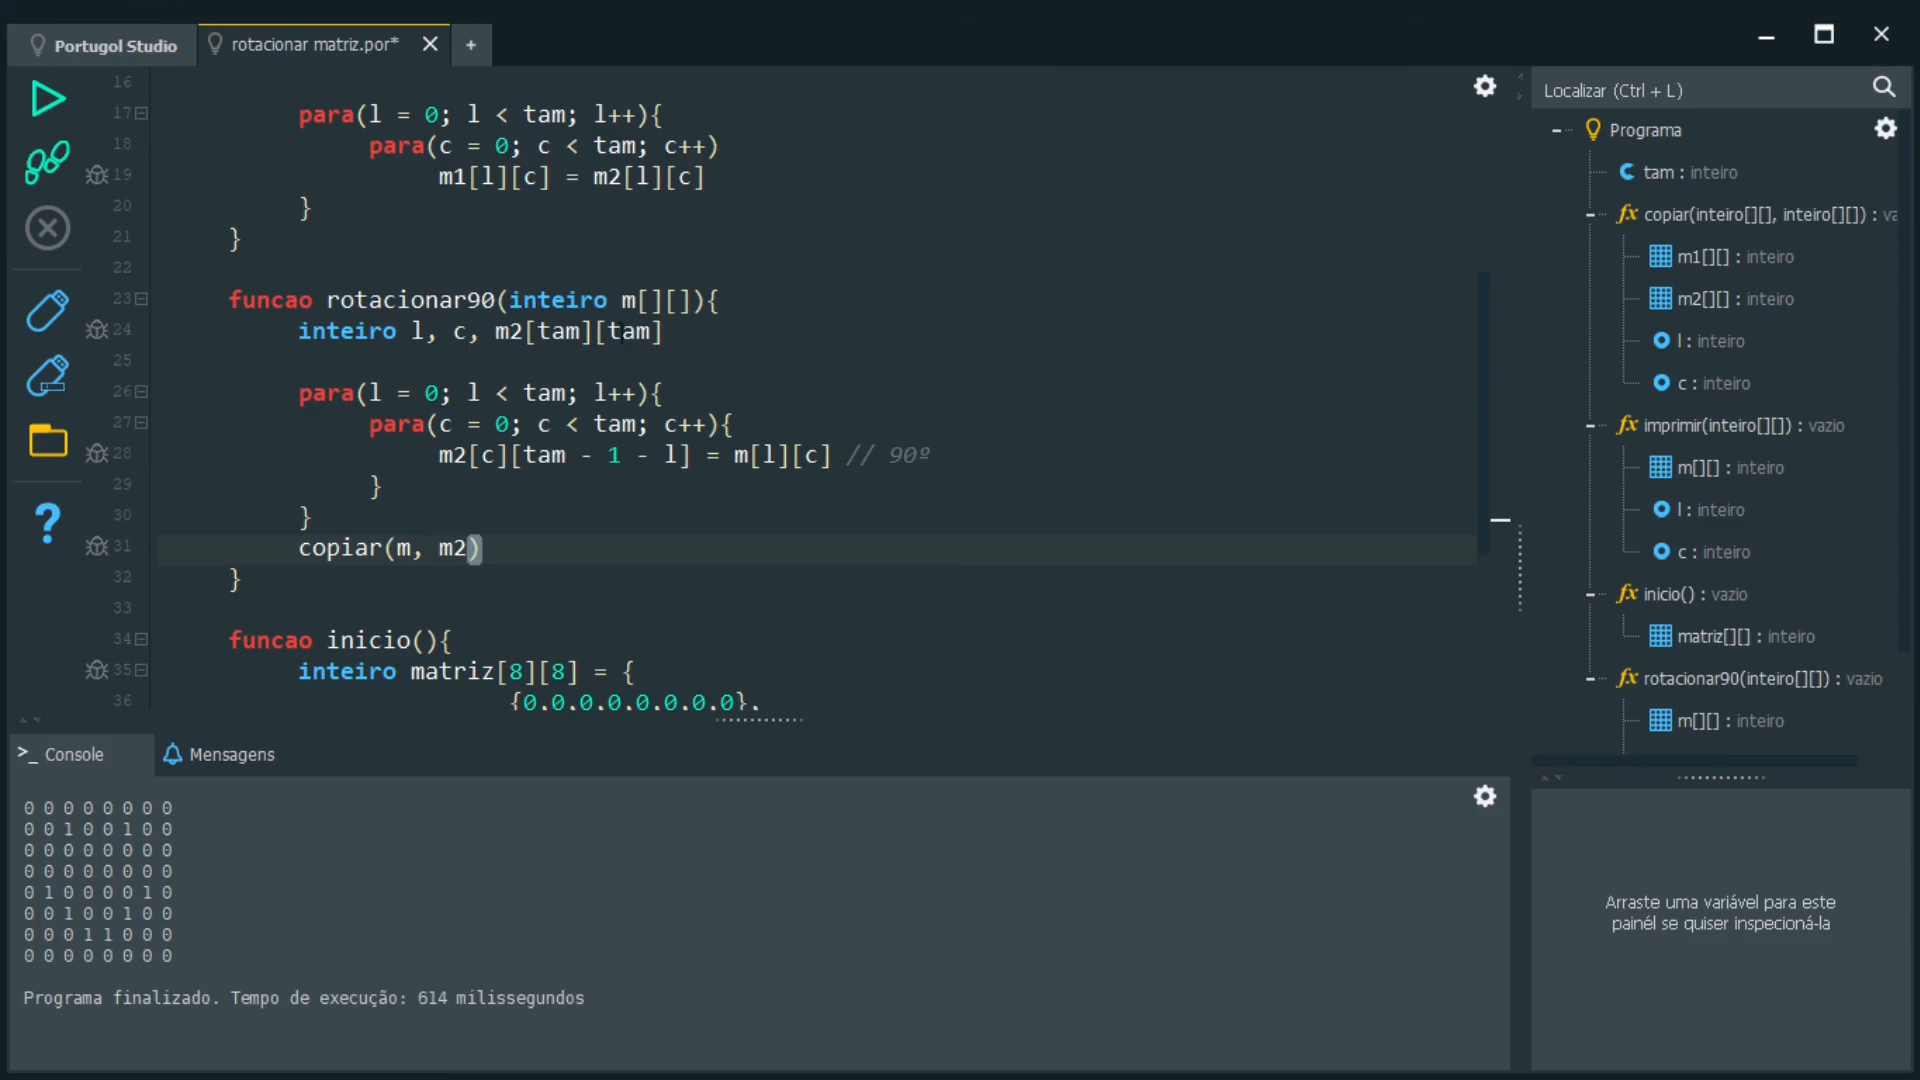 Portugol Studio
rotacionar matriz.por*
+
16
17 para(l = 0; l < tam; l++){
18 para(c = 0; c < tam; c++)
19 m1[l][c] = m2[l][c]
20 }
21 }
22
23 funcao rotacionar90(inteiro m[][]){
24 inteiro l, c, m2[tam][tam]
25
26 para(l = 0; l < tam; l++){
27 para(c = 0; c < tam; c++){
28 m2[c][tam - 1 - l] = m[l][c] // 90º
29 }
30 }
31 copiar(m, m2)
32 }
33
34 funcao inicio(){
35 inteiro matriz[8][8] = {
36 {0,0,0,0,0,0,0,0},
Localizar (Ctrl + L)
Programa
tam : inteiro
copiar(inteiro[][], inteiro[][]) : va
m1[][] : inteiro
m2[][] : inteiro
l : inteiro
c : inteiro
imprimir(inteiro[][]) : vazio
m[][] : inteiro
l : inteiro
c : inteiro
inicio() : vazio
matriz[][] : inteiro
rotacionar90(inteiro[][]) : vazio
m[][] : inteiro
>_ Console
Mensagens
0 0 0 0 0 0 0 0
0 0 1 0 0 1 0 0
0 0 0 0 0 0 0 0
0 0 0 0 0 0 0 0
0 1 0 0 0 0 1 0
0 0 1 0 0 1 0 0
0 0 0 1 1 0 0 0
0 0 0 0 0 0 0 0
Programa finalizado. Tempo de execução: 614 milissegundos
Arraste uma variável para este
painél se quiser inspecioná-la